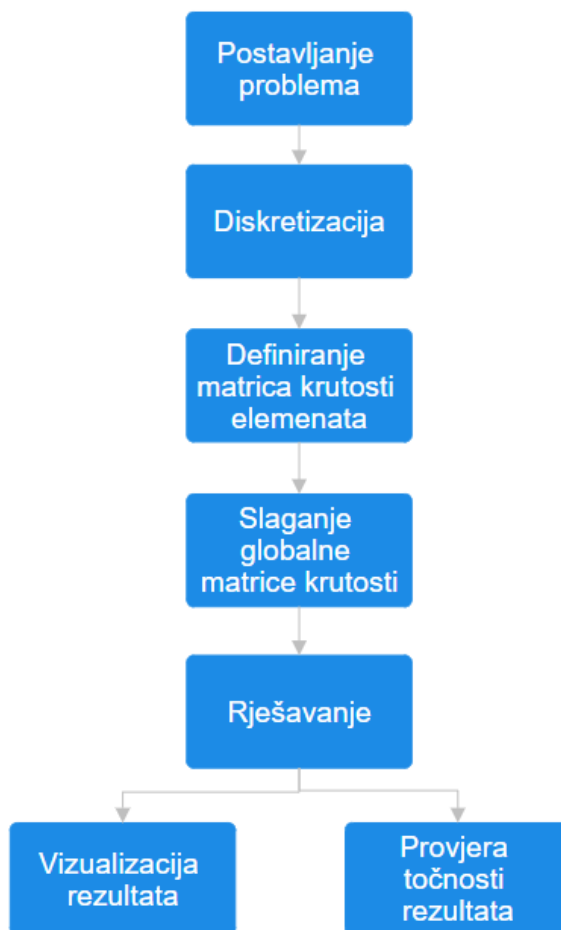 Postavljanje
problema
Diskretizacija
Definiranje
matrica krutosti
elemenata
Slaganje
globalne
matrice krutosti
Rješavanje
Vizualizacija
rezultata
Provjera
točnosti
rezultata